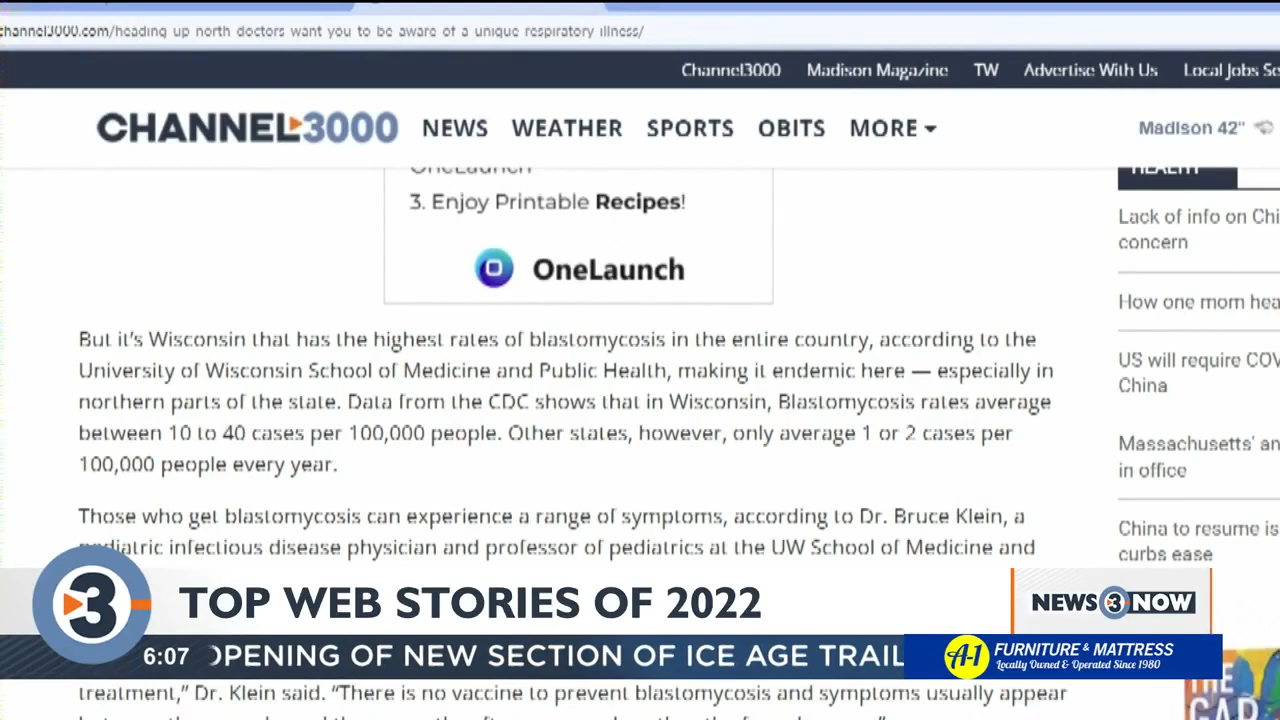 channel3000.com/heading up north doctors want you to be aware of a unique respiratory illness/
Channel3000 Madison Magazine TW Advertise With Us Local Jobs
CHANNEL3000 NEWS WEATHER SPORTS OBITS MORE Madison 42°
OneLaunch
3. Enjoy Printable Recipes!
OneLaunch
HEALTH
Lack of info on
concern
How one mom
US will require
China
Massachusetts'
in office
China to resume
curbs ease
But it's Wisconsin that has the highest rates of blastomycosis in the entire country, according to the
University of Wisconsin School of Medicine and Public Health, making it endemic here — especially in
northern parts of the state. Data from the CDC shows that in Wisconsin, Blastomycosis rates average
between 10 to 40 cases per 100,000 people. Other states, however, only average 1 or 2 cases per
100,000 people every year.
Those who get blastomycosis can experience a range of symptoms, according to Dr. Bruce Klein, a
pediatric infectious disease physician and professor of pediatrics at the UW School of Medicine and
3 TOP WEB STORIES OF 2022
NEWS 3 NOW
6:07 OPENING OF NEW SECTION OF ICE AGE TRAIL
A-1 FURNITURE & MATTRESS
Locally Owned & Operated Since 1980
treatment," Dr. Klein said. "There is no vaccine to prevent blastomycosis and symptoms usually appear
THE